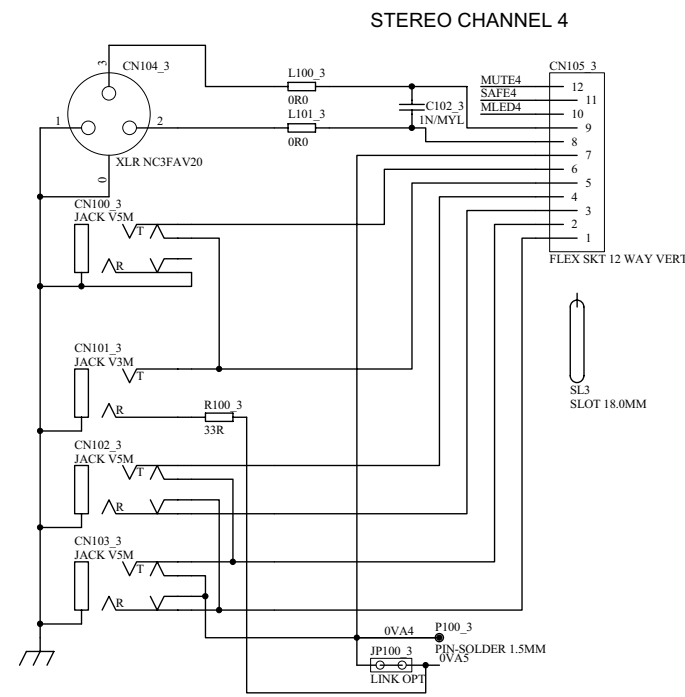 STEREO CHANNEL 4
3
CN104_3
1
2
XLR NC3FAV20
0
L100_3
0R0
L101_3
0R0
C102_3
1N/MYL
CN105_3
MUTE4
12
SAFE4
11
MLED4
10
9
8
7
6
5
4
3
2
1
FLEX SKT 12 WAY VERT
CN100_3
JACK V5M
T
R
CN101_3
JACK V3M
T
R
R100_3
33R
SL3
SLOT 18.0MM
CN102_3
JACK V5M
T
R
CN103_3
JACK V5M
T
R
0VA4
P100_3
PIN-SOLDER 1.5MM
JP100_3
0VA5
LINK OPT